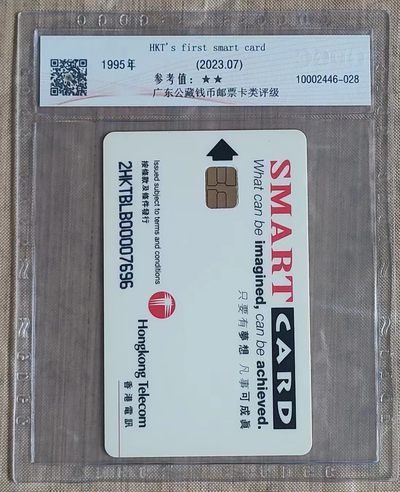 HKT's first smart card
1995年
(2023.07)
参考值：★★
10002446-028
广东公藏钱币邮票卡类评级
SMART CARD
What can be imagined, can be achieved.
只要有夢想 凡事可成真
Issued subject to terms and conditions
按條款及條件發行
2HKTBLB00007696
Hongkong Telecom
香港電訊